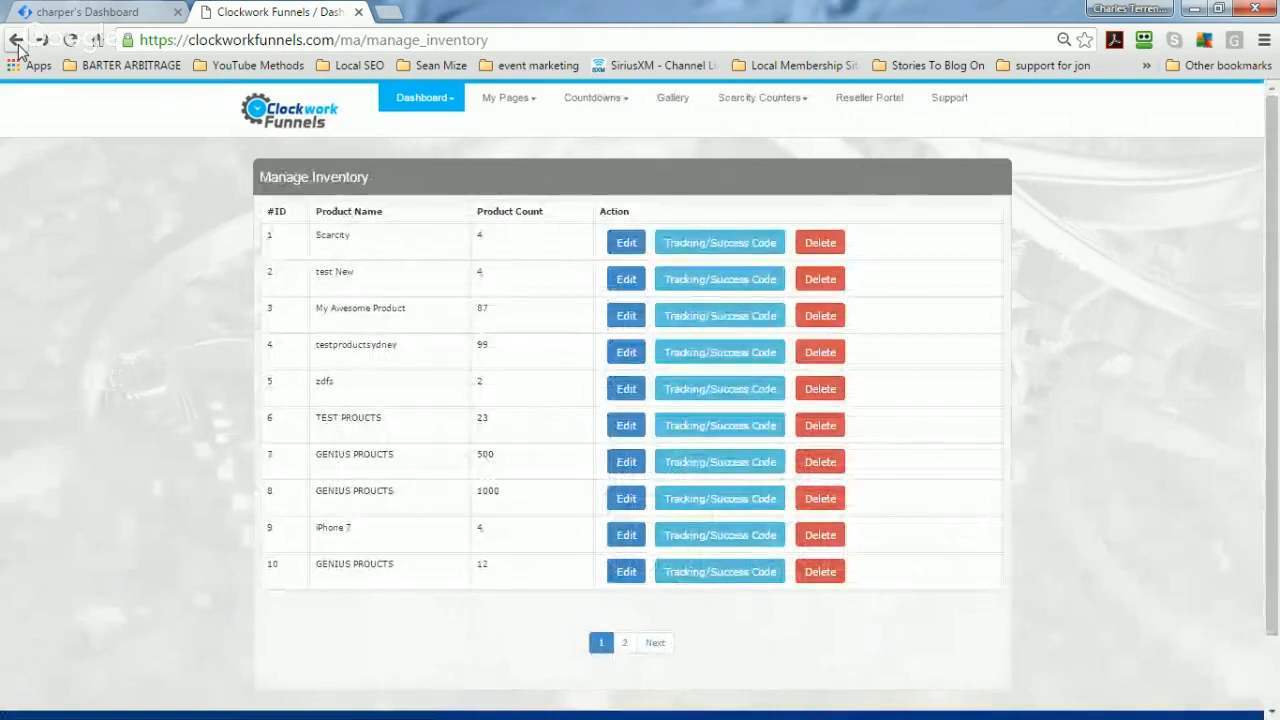 charper's Dashboard
Clockwork Funnels / Dash
Charles Terren...
https://clockworkfunnels.com/ma/manage_inventory
Apps BARTER ARBITRAGE YouTube Methods Local SEO Sean Mize event marketing SiriusXM - Channel Li Local Membership Sit Stories To Blog On support for jon » Other bookmarks
Clockwork Funnels
Dashboard My Pages Countdowns Gallery Scarcity Counters Reseller Portal Support
Manage Inventory
#ID Product Name Product Count Action
1 Scarcity 4 Edit Tracking/Success Code Delete
2 test New 4 Edit Tracking/Success Code Delete
3 My Awesome Product 87 Edit Tracking/Success Code Delete
4 testproductsydney 99 Edit Tracking/Success Code Delete
5 zdfs 2 Edit Tracking/Success Code Delete
6 TEST PROUCTS 23 Edit Tracking/Success Code Delete
7 GENIUS PROUCTS 500 Edit Tracking/Success Code Delete
8 GENIUS PROUCTS 1000 Edit Tracking/Success Code Delete
9 iPhone 7 4 Edit Tracking/Success Code Delete
10 GENIUS PROUCTS 12 Edit Tracking/Success Code Delete
1 2 Next